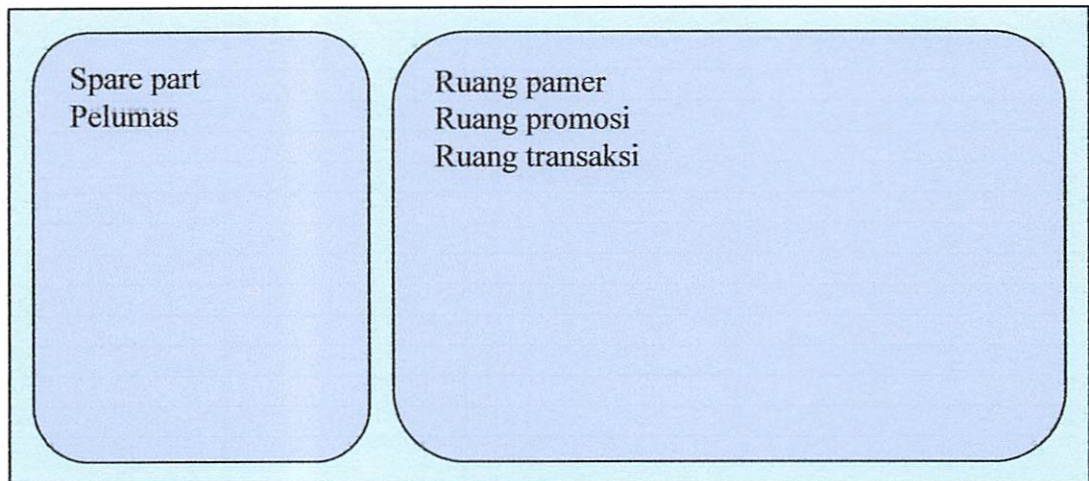 Spare part
Pelumas
Ruang pamer
Ruang promosi
Ruang transaksi